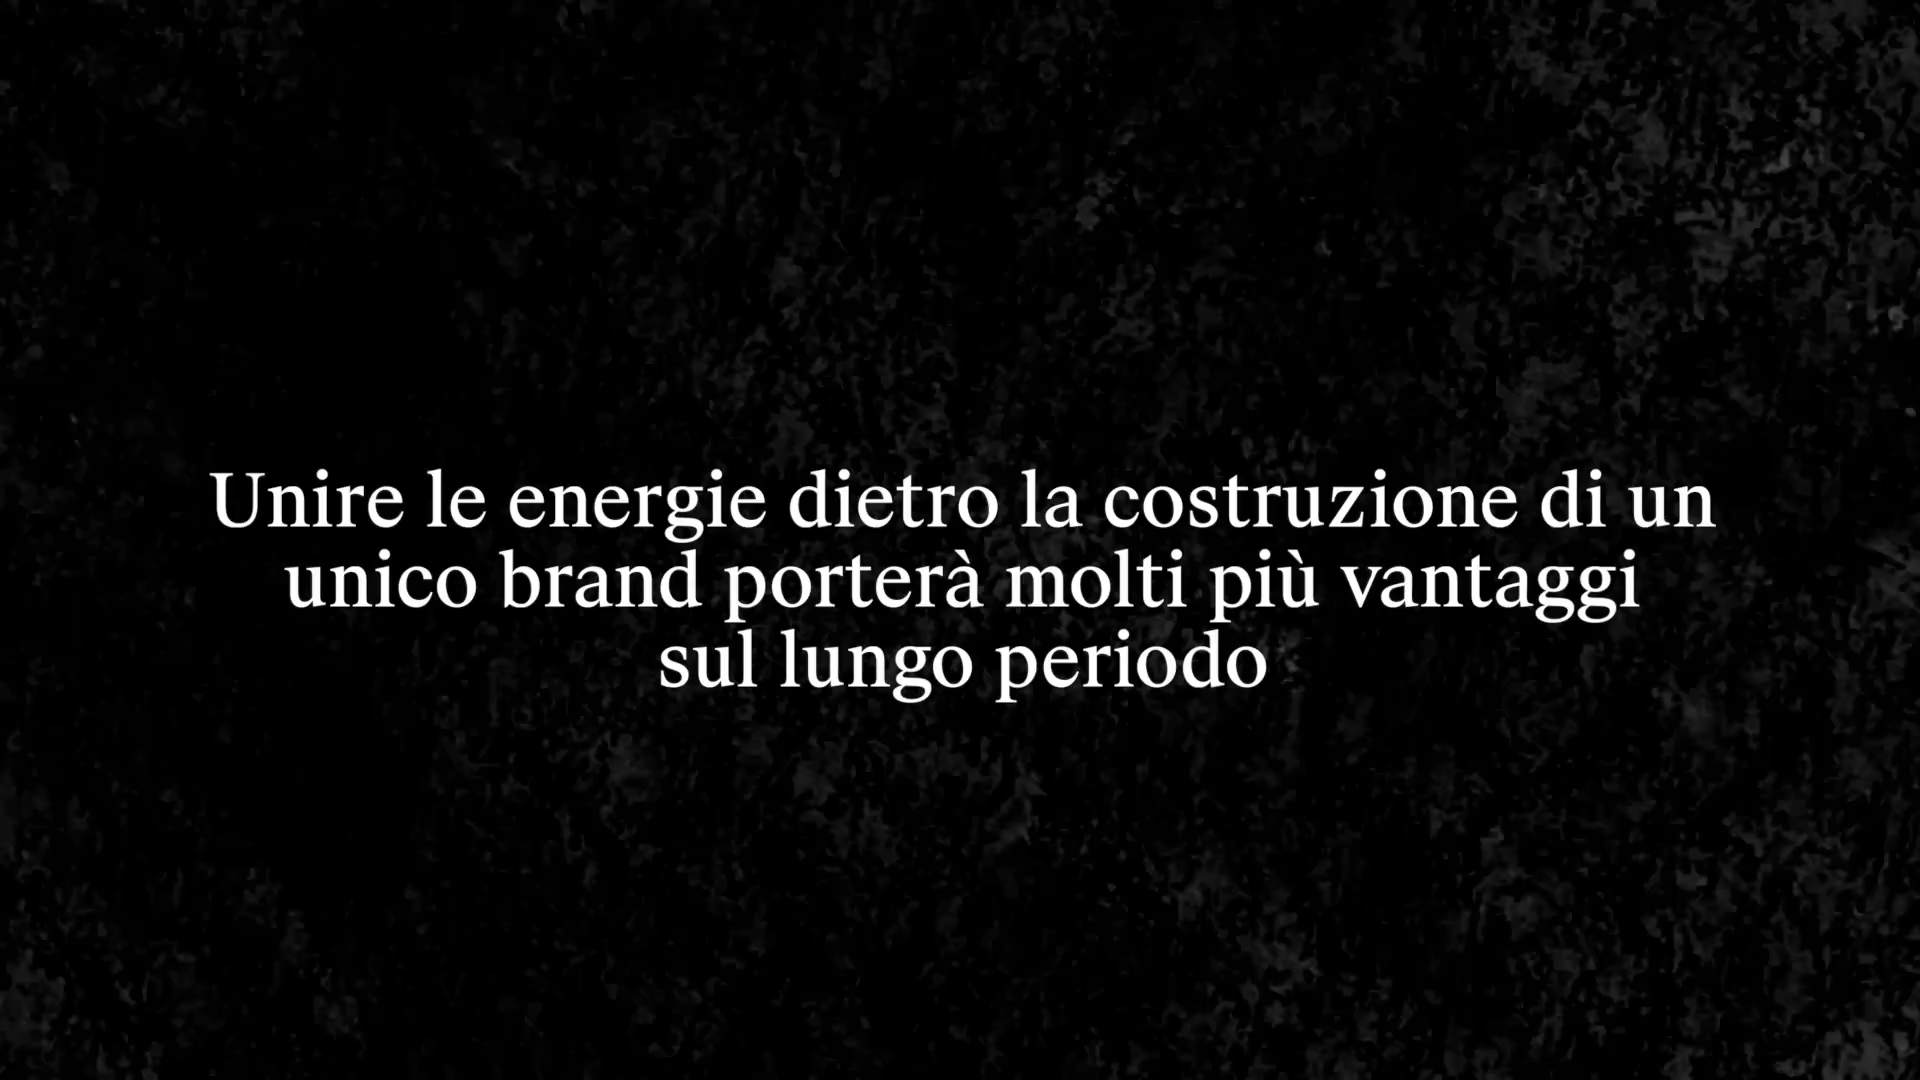 Unire le energie dietro la costruzione di un
unico brand porterà molti più vantaggi
sul lungo periodo